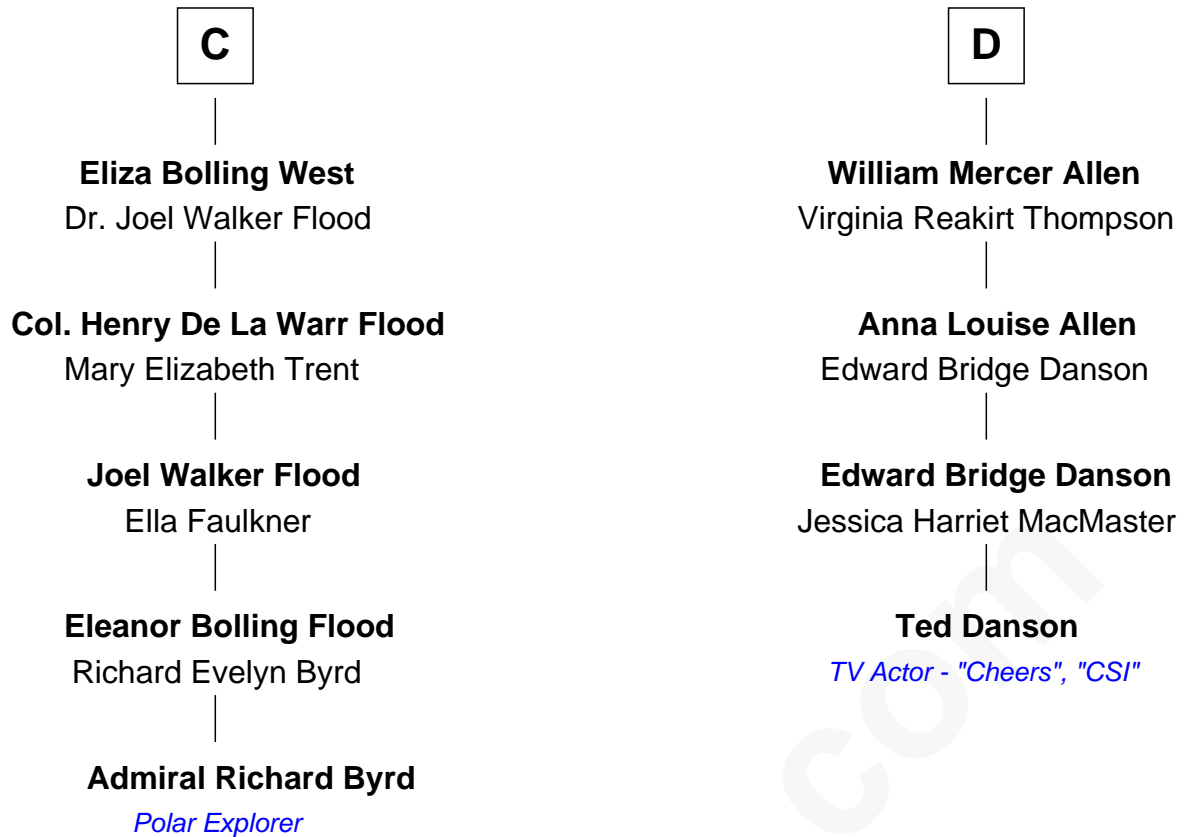 C
Eliza Bolling West
Dr. Joel Walker Flood
Col. Henry De La Warr Flood
Mary Elizabeth Trent
Joel Walker Flood
Ella Faulkner
Eleanor Bolling Flood
Richard Evelyn Byrd
Admiral Richard Byrd
Polar Explorer
D
William Mercer Allen
Virginia Reakirt Thompson
Anna Louise Allen
Edward Bridge Danson
Edward Bridge Danson
Jessica Harriet MacMaster
Ted Danson
TV Actor - "Cheers", "CSI"
com